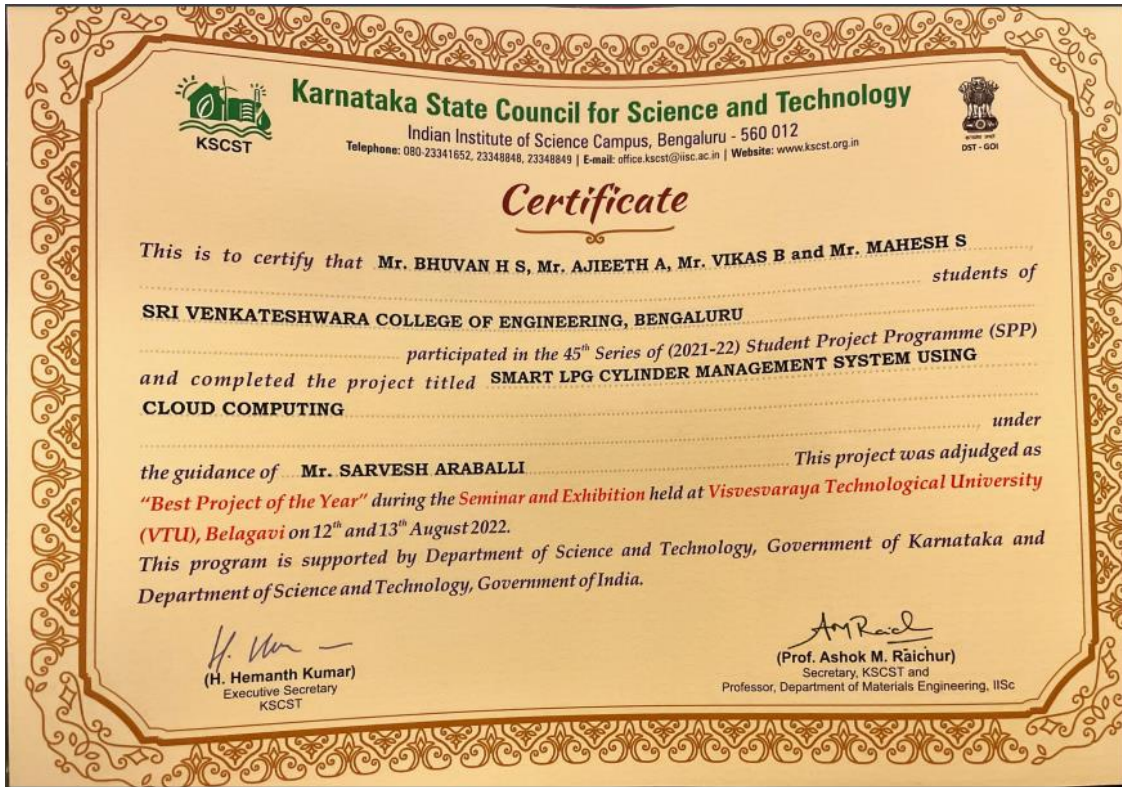 KSCST
Karnataka State Council for Science and Technology
Indian Institute of Science Campus, Bengaluru - 560 012
Telephone: 080-23341652, 23348848, 23348849 | E-mail: office.kscst@iisc.ac.in | Website: www.kscst.org.in
DST - GOI
Certificate
This is to certify that Mr. BHUVAN H S, Mr. AJIEETH A, Mr. VIKAS B and Mr. MAHESH S
students of
SRI VENKATESHWARA COLLEGE OF ENGINEERING, BENGALURU
participated in the 45th Series of (2021-22) Student Project Programme (SPP)
and completed the project titled SMART LPG CYLINDER MANAGEMENT SYSTEM USING
CLOUD COMPUTING
under
the guidance of Mr. SARVESH ARABALLI This project was adjudged as
"Best Project of the Year" during the Seminar and Exhibition held at Visvesvaraya Technological University
(VTU), Belagavi on 12th and 13th August 2022.
This program is supported by Department of Science and Technology, Government of Karnataka and
Department of Science and Technology, Government of India.
(H. Hemanth Kumar)
Executive Secretary
KSCST
(Prof. Ashok M. Raichur)
Secretary, KSCST and
Professor, Department of Materials Engineering, IISc